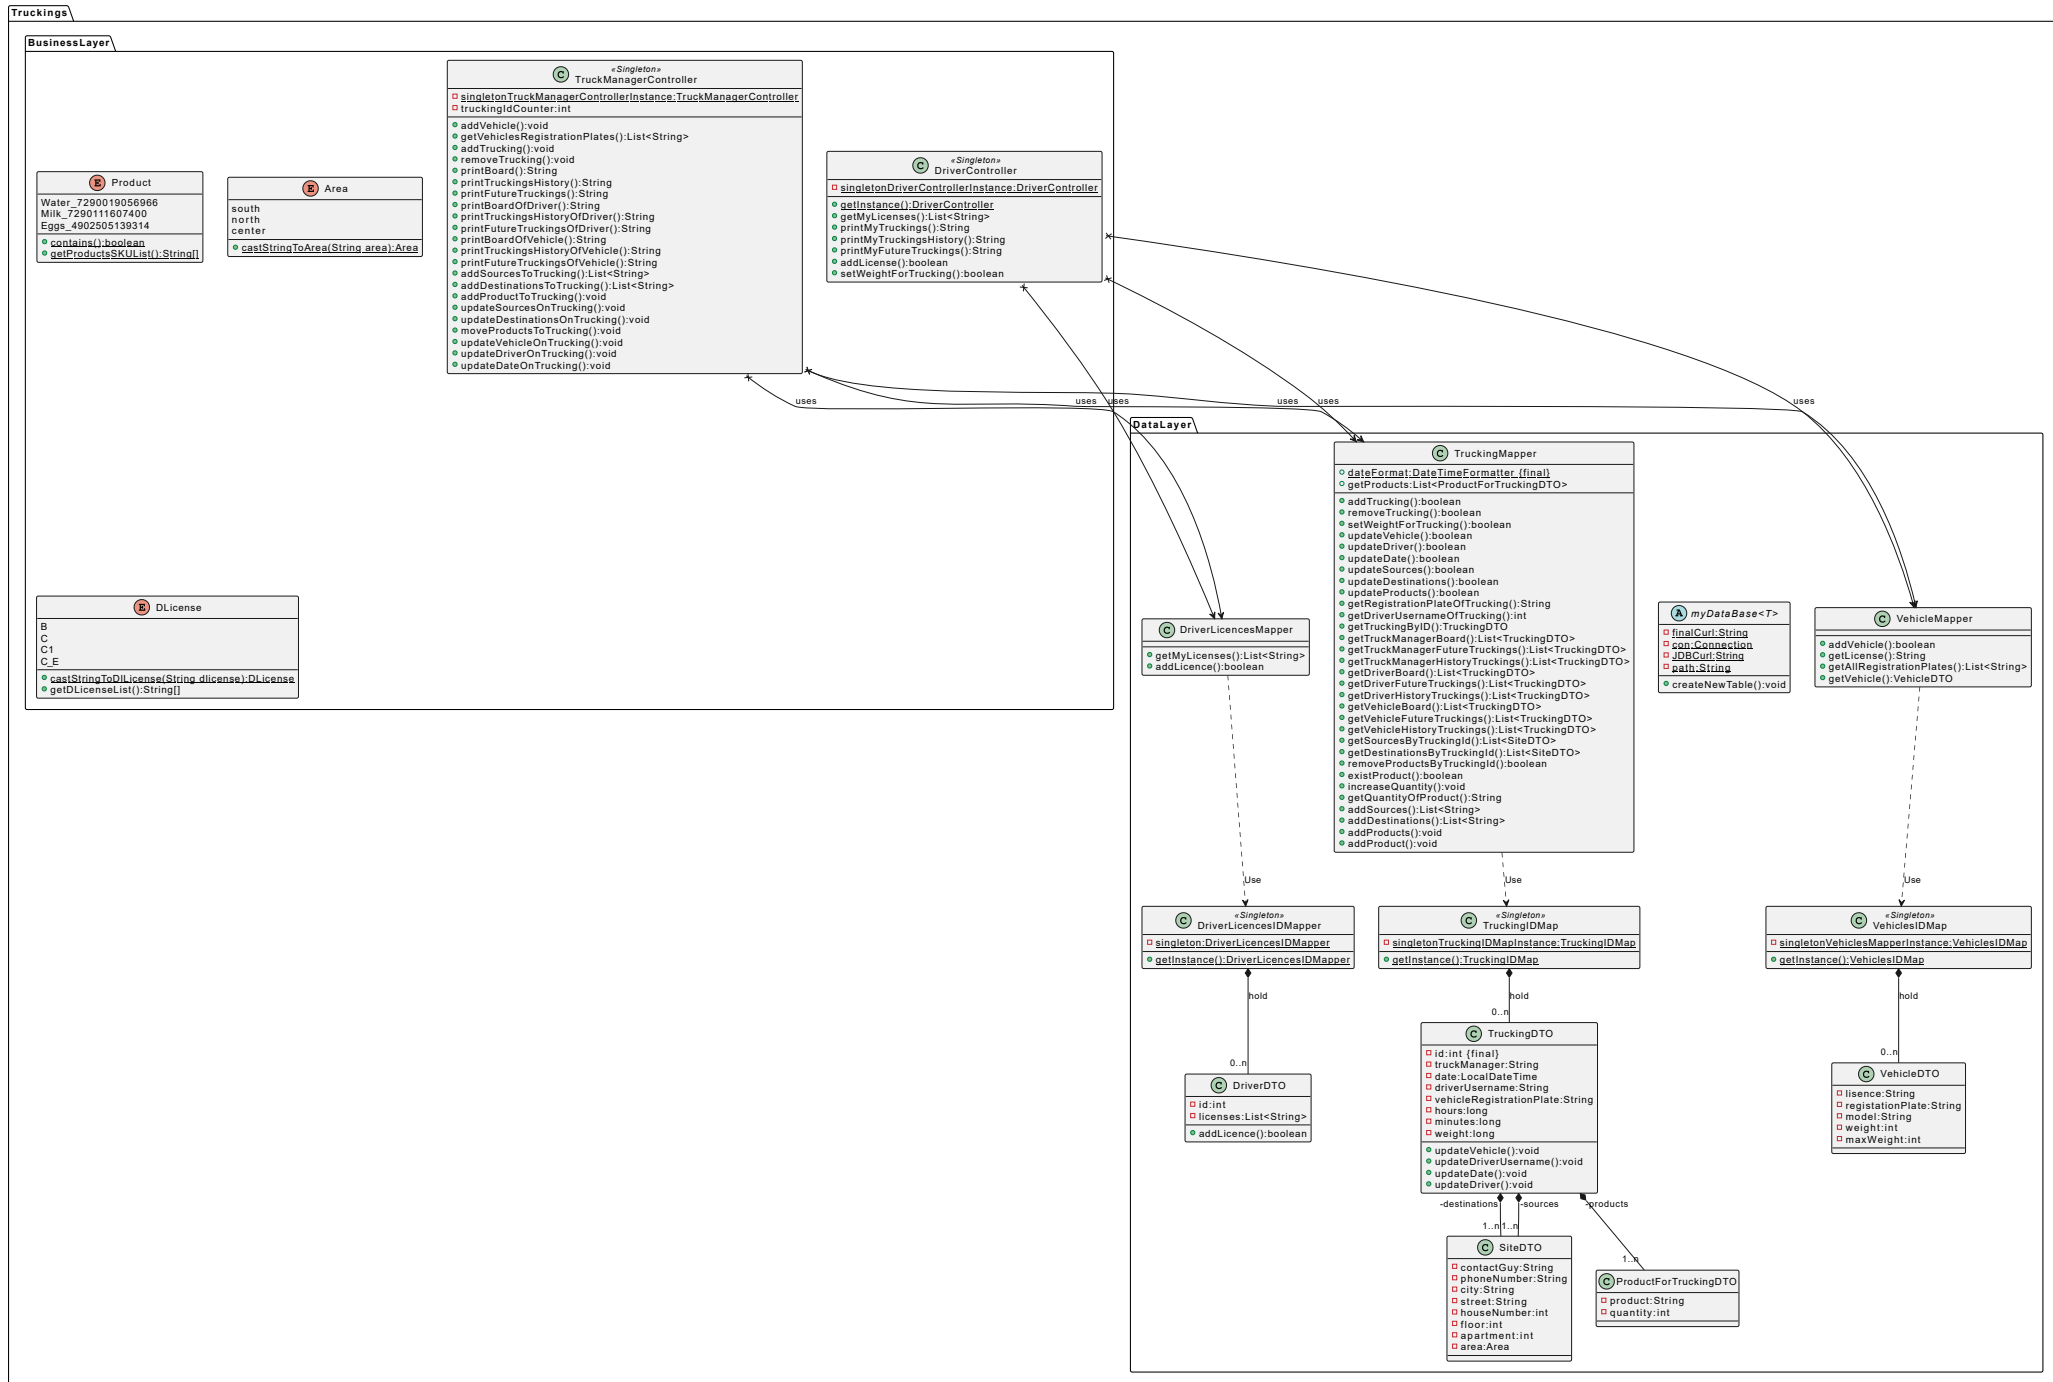 Truckings
BusinessLayer
«Singleton»
C TruckManagerController
singletonTruckManagerControllerInstance:TruckManagerController
truckingIdCounter:int
addVehicle():void
getVehiclesRegistrationPlates():List<String>
addTrucking():void
removeTrucking():void
printBoard():String
printTruckingsHistory():String
printFutureTruckings():String
printBoardOfDriver():String
printTruckingsHistoryOfDriver():String
printFutureTruckingsOfDriver():String
printBoardOfVehicle():String
printTruckingsHistoryOfVehicle():String
printFutureTruckingsOfVehicle():String
addSourcesToTrucking():List<String>
addDestinationsToTrucking():List<String>
addProductToTrucking():void
updateSourcesOnTrucking():void
updateDestinationsOnTrucking():void
moveProductsToTrucking():void
updateVehicleOnTrucking():void
updateDriverOnTrucking():void
updateDateOnTrucking():void
«Singleton»
C DriverController
singletonDriverControllerInstance:DriverController
getInstance():DriverController
getMyLicenses():List<String>
printMyTruckings():String
printMyTruckingsHistory():String
printMyFutureTruckings():String
addLicense():boolean
setWeightForTrucking():boolean
E Product
Water_7290019056966
Milk_7290111607400
Eggs_4902505139314
contains():boolean
getProductsSKUList():String[]
E Area
south
north
center
castStringToArea(String area):Area
uses
uses
uses
uses
uses
uses
E DLicense
B
C
C1
C_E
castStringToDlLicense(String dlicense):DLicense
getDLicenseList():String[]
DataLayer
C TruckingMapper
dateFormat:DateTimeFormatter {final}
getProducts:List<ProductForTruckingDTO>
addTrucking():boolean
removeTrucking():boolean
setWeightForTrucking():boolean
updateVehicle():boolean
updateDriver():boolean
updateDate():boolean
updateSources():boolean
updateDestinations():boolean
updateProducts():boolean
getRegistrationPlateOfTrucking():String
getDriverUsernameOfTrucking():int
getTruckingByID():TruckingDTO
getTruckManagerBoard():List<TruckingDTO>
getTruckManagerFutureTruckings():List<TruckingDTO>
getTruckManagerHistoryTruckings():List<TruckingDTO>
getDriverBoard():List<TruckingDTO>
getDriverFutureTruckings():List<TruckingDTO>
getDriverHistoryTruckings():List<TruckingDTO>
getVehicleBoard():List<TruckingDTO>
getVehicleFutureTruckings():List<TruckingDTO>
getVehicleHistoryTruckings():List<TruckingDTO>
getSourcesByTruckingId():List<SiteDTO>
getDestinationsByTruckingId():List<SiteDTO>
removeProductsByTruckingId():boolean
existProduct():boolean
increaseQuantity():void
getQuantityOfProduct():String
addSources():List<String>
addDestinations():List<String>
addProducts():void
addProduct():void
C DriverLicencesMapper
getMyLicenses():List<String>
addLicence():boolean
A myDataBase<T>
finalCurl:String
con:Connection
JDBCurl:String
path:String
createNewTable():void
C VehicleMapper
addVehicle():boolean
getLicense():String
getAllRegistrationPlates():List<String>
getVehicle():VehicleDTO
Use
Use
Use
«Singleton»
C DriverLicencesIDMapper
singleton:DriverLicencesIDMapper
getInstance():DriverLicencesIDMapper
«Singleton»
C TruckingIDMap
singletonTruckingIDMapInstance:TruckingIDMap
getInstance():TruckingIDMap
«Singleton»
C VehiclesIDMap
singletonVehiclesMapperInstance:VehiclesIDMap
getInstance():VehiclesIDMap
hold
hold
hold
0..n
0..n
0..n
C TruckingDTO
id:int {final}
truckManager:String
date:LocalDateTime
driverUsername:String
vehicleRegistrationPlate:String
hours:long
minutes:long
weight:long
updateVehicle():void
updateDriverUsername():void
updateDate():void
updateDriver():void
C DriverDTO
id:int
licenses:List<String>
addLicence():boolean
C VehicleDTO
lisence:String
registationPlate:String
model:String
weight:int
maxWeight:int
-destinations
-sources
-products
1..n
1..n
1..n
C SiteDTO
contactGuy:String
phoneNumber:String
city:String
street:String
houseNumber:int
floor:int
apartment:int
area:Area
C ProductForTruckingDTO
product:String
quantity:int